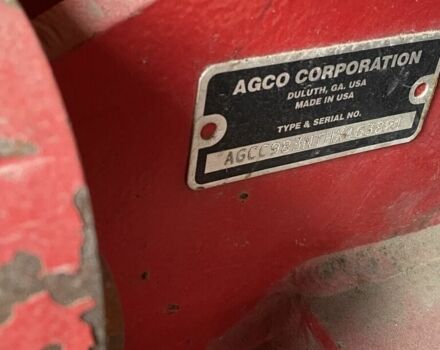 AGCO CORPORATION
DULUTH, GA. USA
MADE IN USA
TYPE & SERIAL NO.